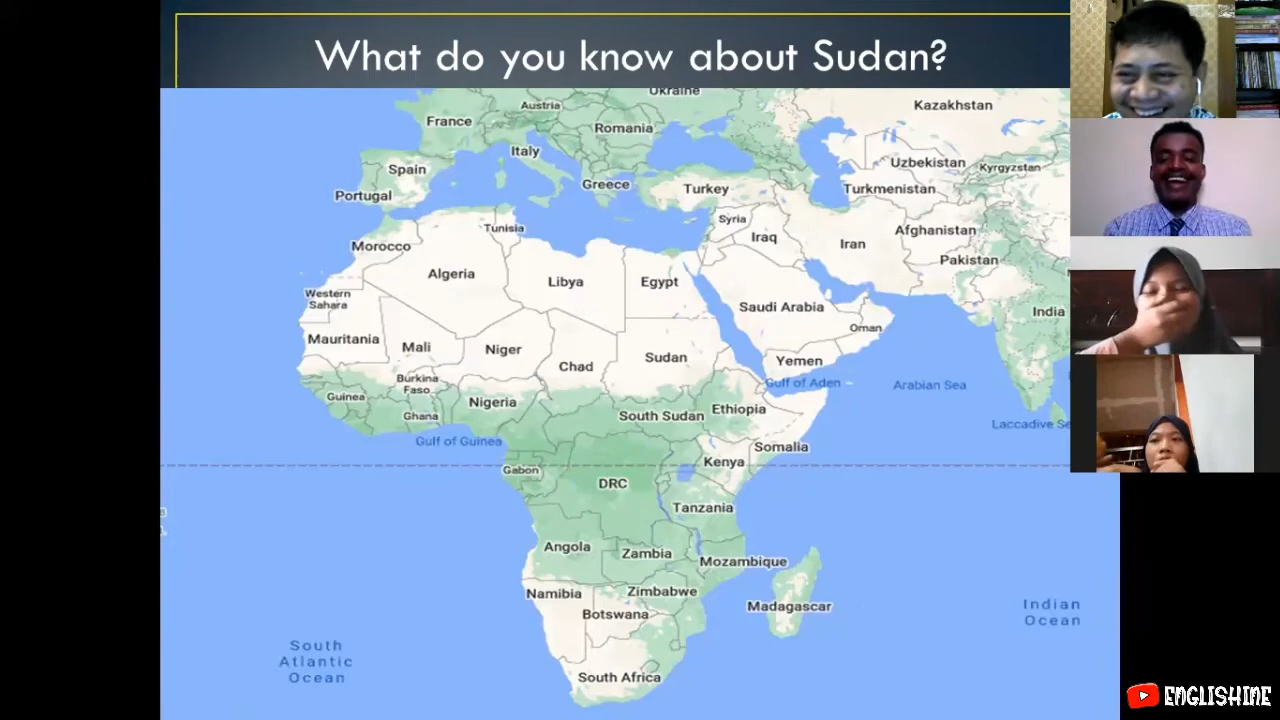 What do you know about Sudan?
Ukraine
Austria
Kazakhstan
France
Romania
Italy
Uzbekistan
Kyrgyzstan
Spain
Greece
Turkey
Turkmenistan
Portugal
Syria
Tunisia
Afghanistan
Morocco
Iraq
Iran
Pakistan
Algeria
Libya
Egypt
Western
Sahara
Saudi Arabia
India
Oman
Mauritania
Mali
Niger
Chad
Sudan
Yemen
Burkina
Faso
Gulf of Aden
Arabian Sea
Guinea
Ghana
Nigeria
South Sudan
Ethiopia
Laccadive Se
Gulf of Guinea
Somalia
Kenya
Gabon
DRC
Tanzania
Angola
Zambia
Mozambique
Namibia
Zimbabwe
Botswana
Madagascar
Indian
Ocean
South
Atlantic
Ocean
South Africa
ENGLISHINE